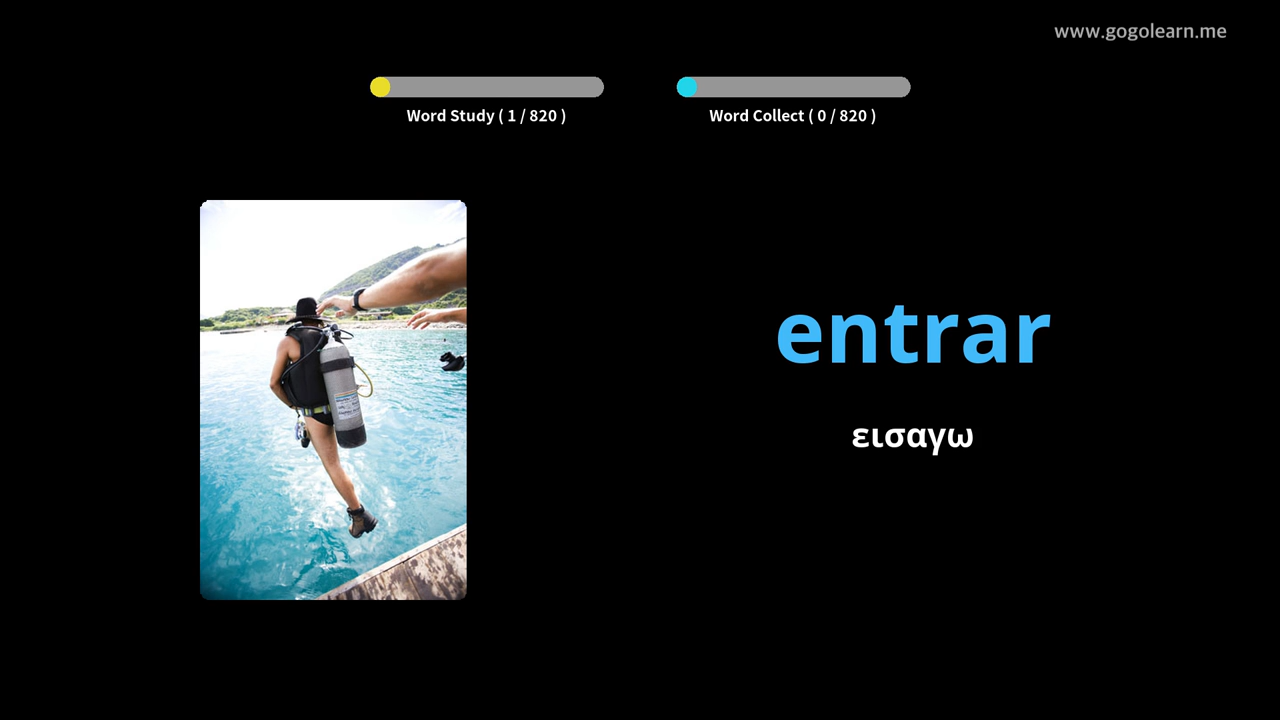 www.gogolearn.me
Word Study ( 1 / 820 )
Word Collect ( 0 / 820 )
entrar
εισαγω